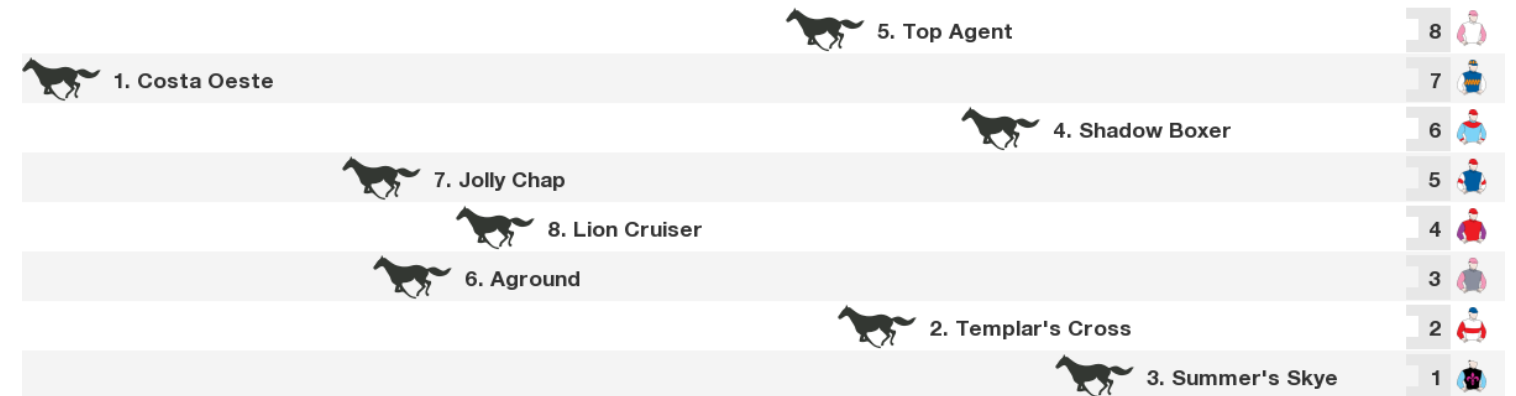 5. Top Agent 8
1. Costa Oeste 7
4. Shadow Boxer 6
7. Jolly Chap 5
8. Lion Cruiser 4
6. Aground 3
2. Templar's Cross 2
3. Summer's Skye 1